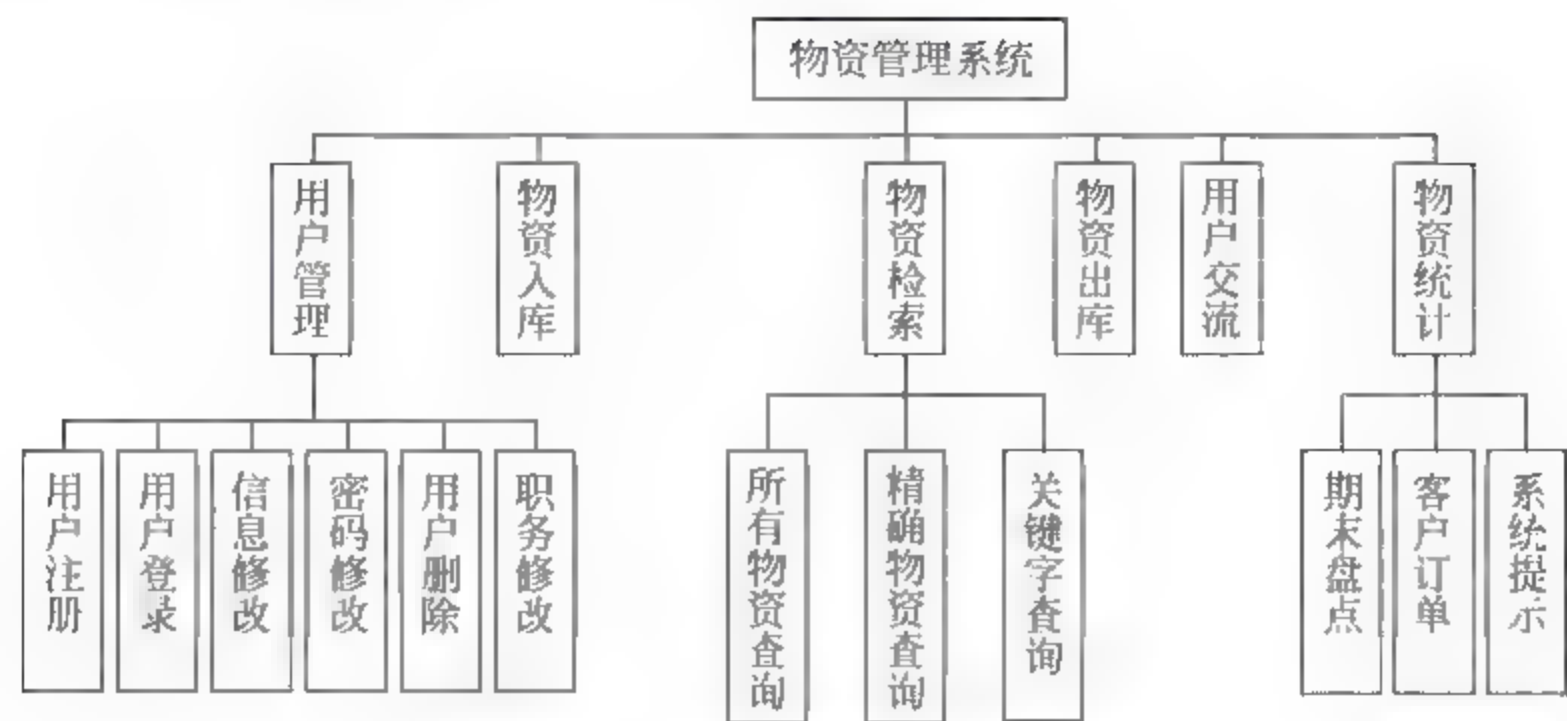 物资管理系统
用户管理
物资入库
物资检索
物资出库
用户交流
物资统计
用户注册
用户登录
信息修改
密码修改
用户删除
职务修改
所有物资查询
精确物资查询
关键字查询
期末盘点
客户订单
系统提示